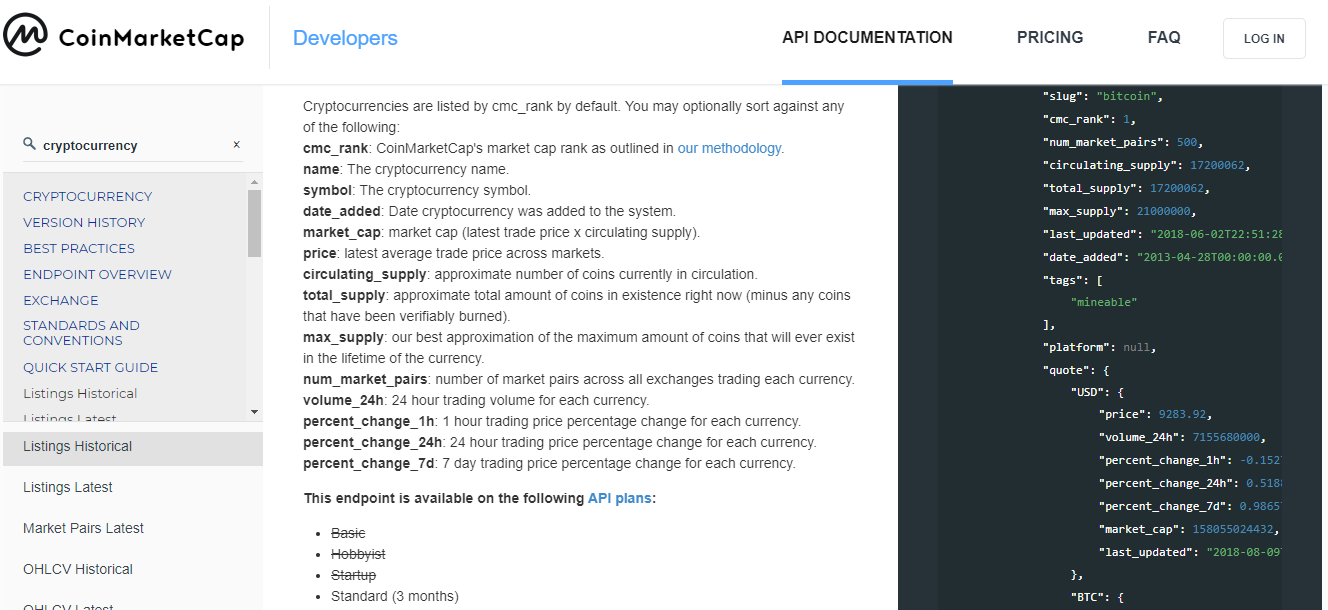 CoinMarketCap
Developers
API DOCUMENTATION
PRICING
FAQ
LOG IN
cryptocurrency
×
CRYPTOCURRENCY
VERSION HISTORY
BEST PRACTICES
ENDPOINT OVERVIEW
EXCHANGE
STANDARDS AND
CONVENTIONS
QUICK START GUIDE
Listings Historical
Listings Latest
Listings Historical
Listings Latest
Market Pairs Latest
OHLCV Historical
OHLCV Latest
Cryptocurrencies are listed by cmc_rank by default. You may optionally sort against any
of the following:
cmc_rank: CoinMarketCap's market cap rank as outlined in our methodology.
name: The cryptocurrency name.
symbol: The cryptocurrency symbol.
date_added: Date cryptocurrency was added to the system.
market_cap: market cap (latest trade price x circulating supply).
price: latest average trade price across markets.
circulating_supply: approximate number of coins currently in circulation.
total_supply: approximate total amount of coins in existence right now (minus any coins
that have been verifiably burned).
max_supply: our best approximation of the maximum amount of coins that will ever exist
in the lifetime of the currency.
num_market_pairs: number of market pairs across all exchanges trading each currency.
volume_24h: 24 hour trading volume for each currency.
percent_change_1h: 1 hour trading price percentage change for each currency.
percent_change_24h: 24 hour trading price percentage change for each currency.
percent_change_7d: 7 day trading price percentage change for each currency.
This endpoint is available on the following API plans:
• Basic
• Hobbyist
• Startup
• Standard (3 months)
"slug": "bitcoin",
"cmc_rank": 1,
"num_market_pairs": 500,
"circulating_supply": 17200062,
"total_supply": 17200062,
"max_supply": 21000000,
"last_updated": "2018-06-02T22:51:28
"date_added": "2013-04-28T00:00:00.0
"tags": [
"mineable"
],
"platform": null,
"quote": {
"USD": {
"price": 9283.92,
"volume_24h": 7155680000,
"percent_change_1h": -0.152
"percent_change_24h": 0.518
"percent_change_7d": 0.9865
"market_cap": 158055024432,
"last_updated": "2018-08-09
},
"BTC": {